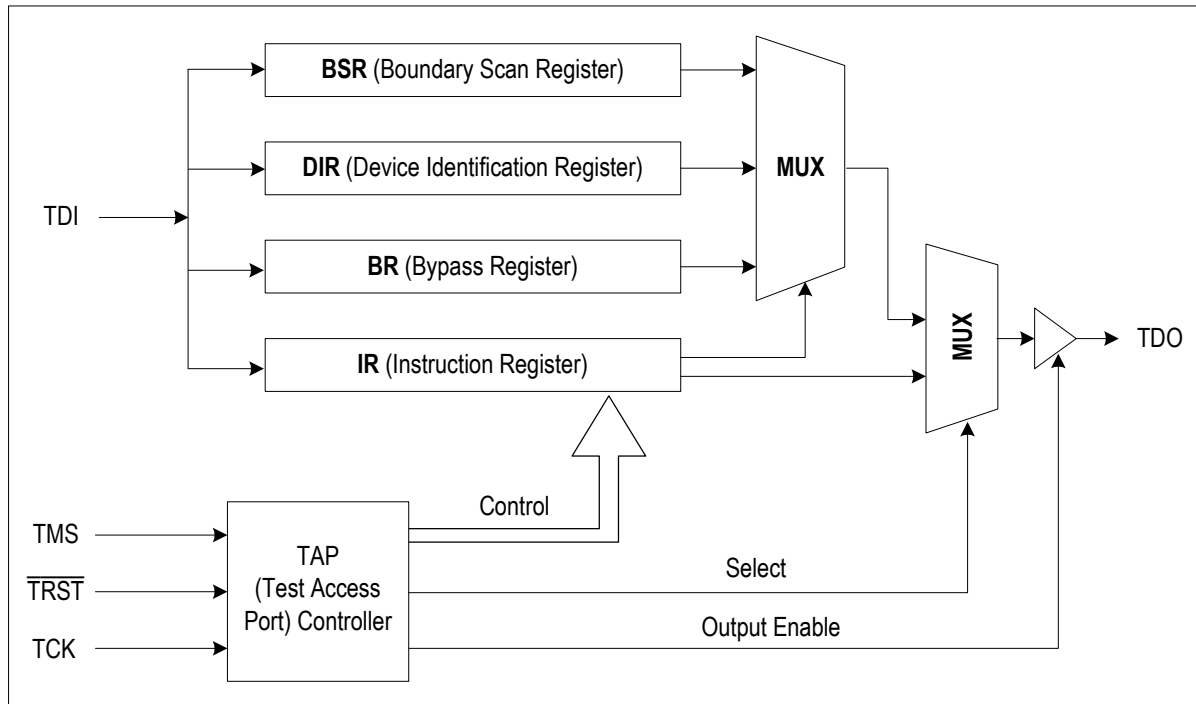 BSR (Boundary Scan Register)
DIR (Device Identification Register)
MUX
TDI
BR (Bypass Register)
MUX
TDO
IR (Instruction Register)
Control
TMS
TAP
(Test Access
Port) Controller
Select
T̅R̅S̅T̅
Output Enable
TCK